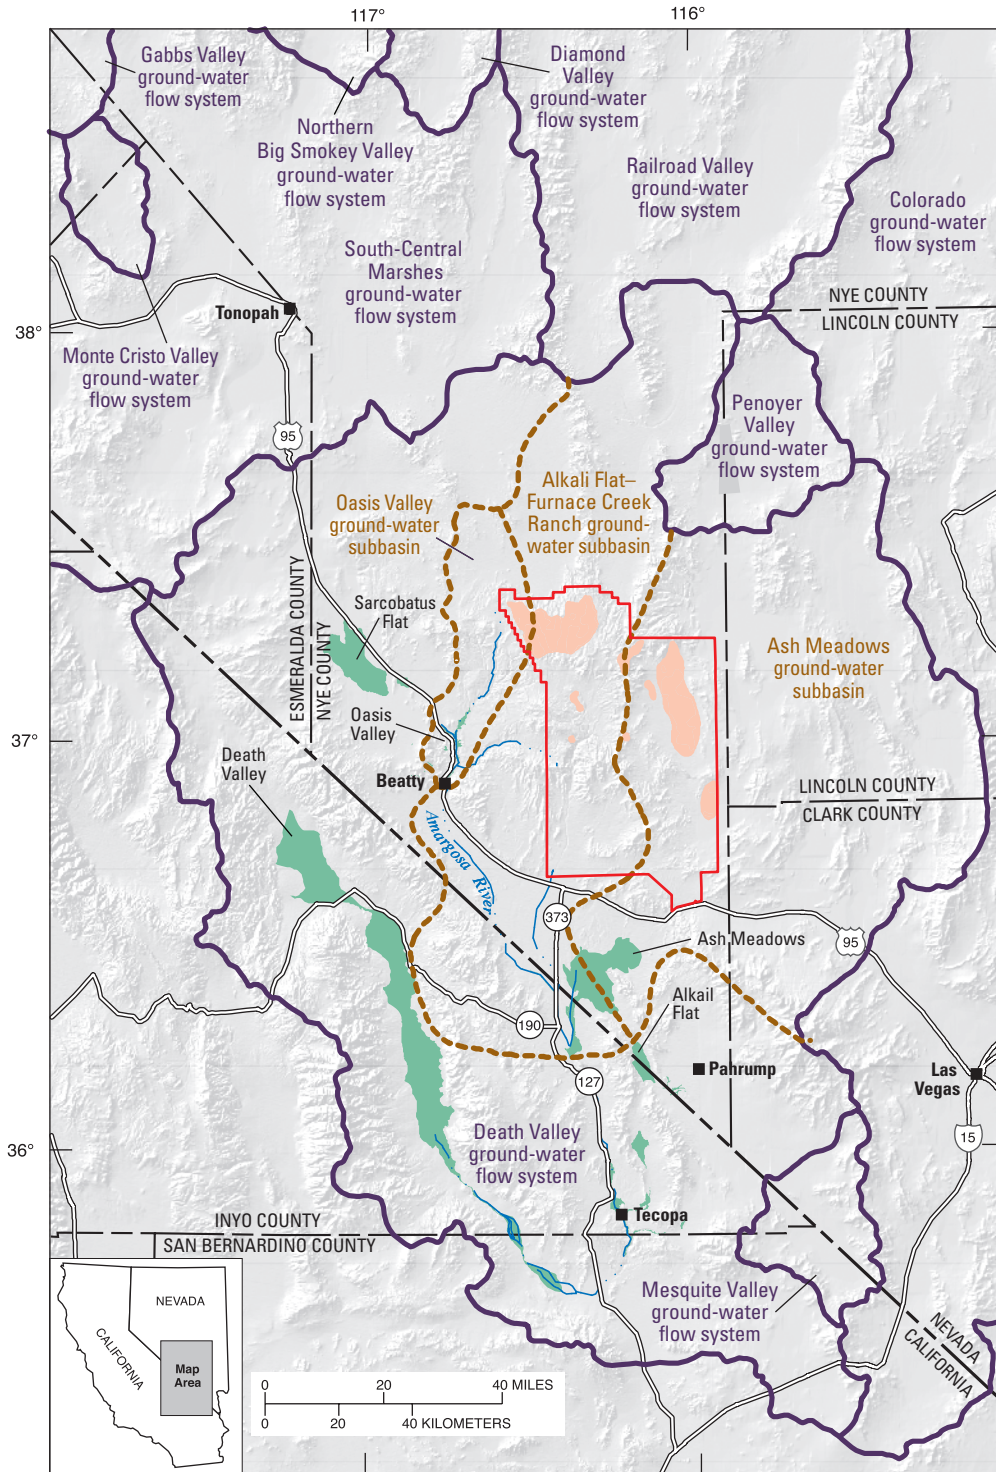 117°
116°
Gabbs Valley
ground-water
flow system
Northern
Big Smokey Valley
ground-water
flow system
Diamond
Valley
ground-water
flow system
Railroad Valley
ground-water
flow system
Colorado
ground-water
flow system
South-Central
Marshes
ground-water
flow system
NYE COUNTY
LINCOLN COUNTY
Tonopah
38°
Monte Cristo Valley
ground-water
flow system
95
Penoyer
Valley
ground-water
flow system
Oasis Valley
ground-water
subbasin
Alkali Flat–
Furnace Creek
Ranch ground-
water subbasin
Sarcobatus
Flat
ESMERALDA COUNTY
NYE COUNTY
Ash Meadows
ground-water
subbasin
Oasis
Valley
37°
Death
Valley
Beatty
LINCOLN COUNTY
CLARK COUNTY
Amargosa River
373
Ash Meadows
95
Alkail
Flat
190
127
Pahrump
Las
Vegas
15
36°
Death Valley
ground-water
flow system
Tecopa
INYO COUNTY
SAN BERNARDINO COUNTY
Mesquite Valley
ground-water
flow system
NEVADA
CALIFORNIA
NEVADA
CALIFORNIA
Map
Area
0 20 40 MILES
0 20 40 KILOMETERS